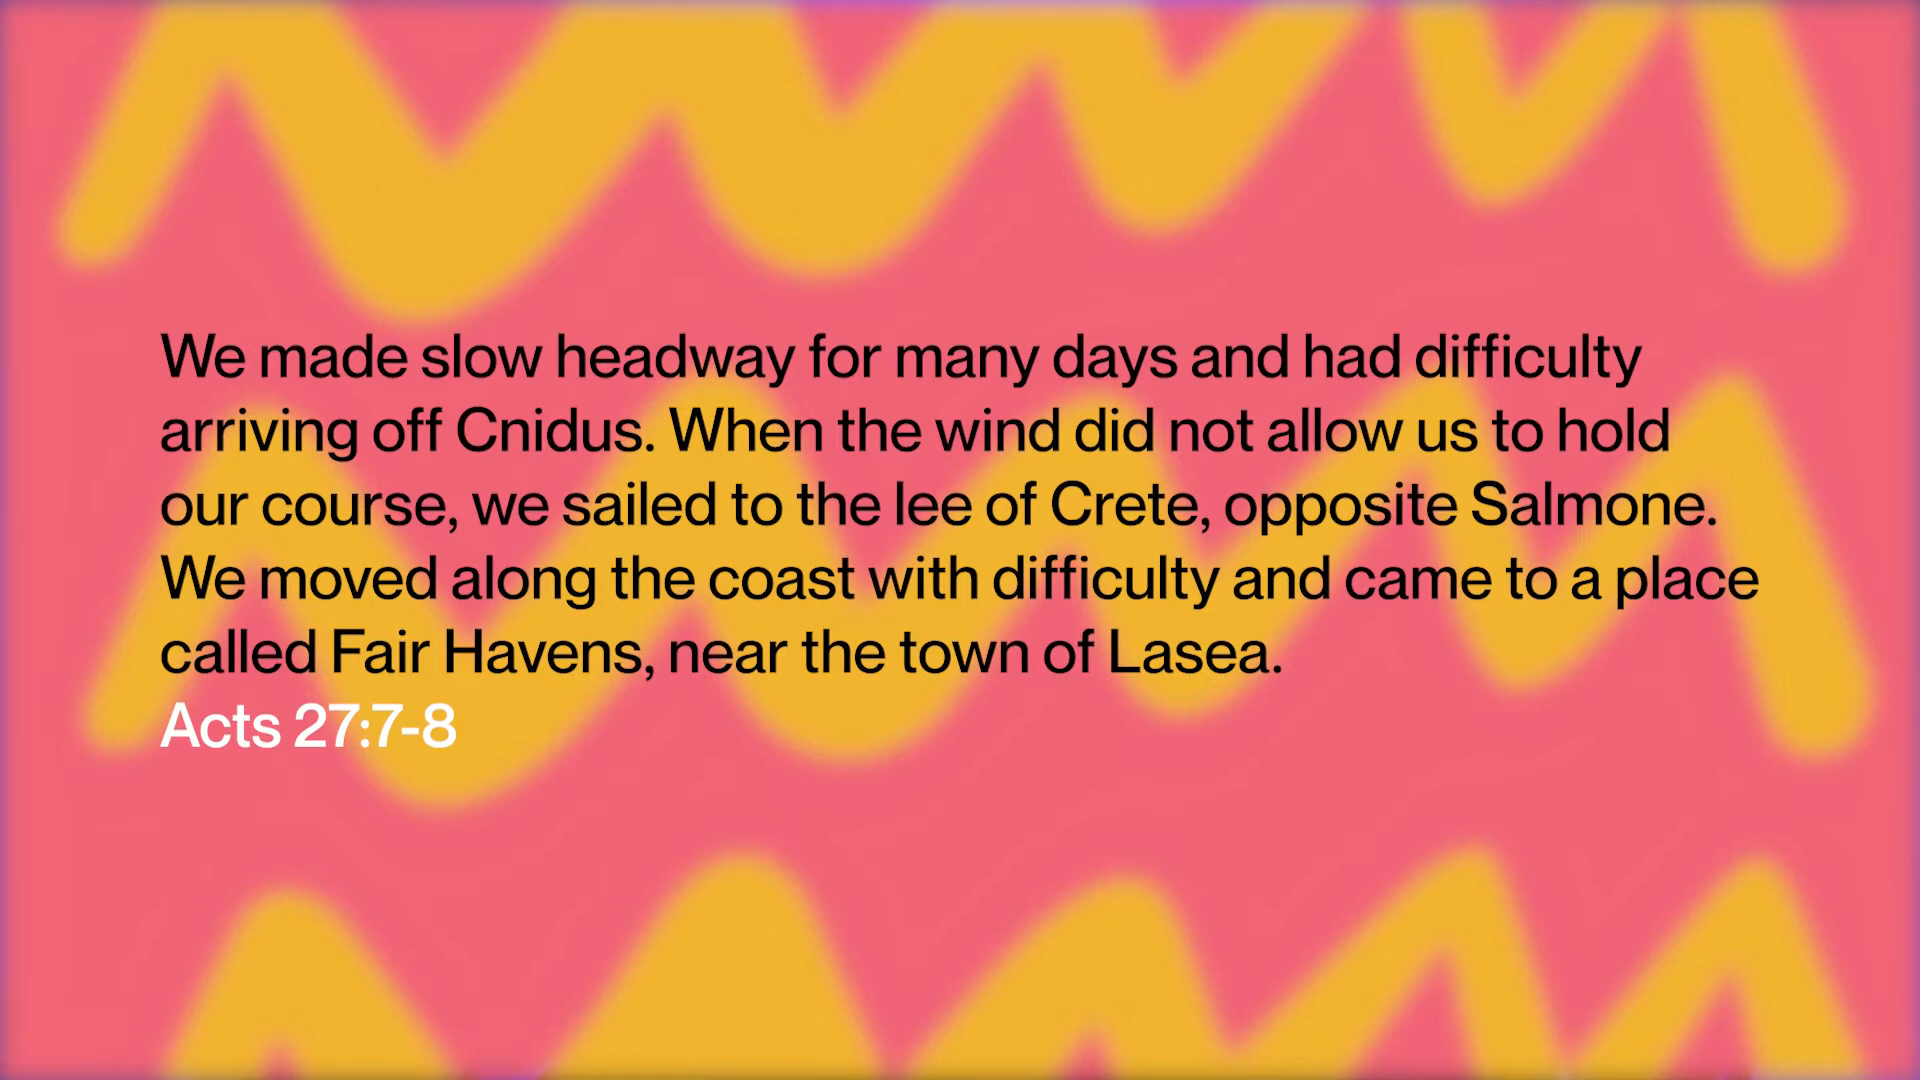 We made slow headway for many days and had difficulty
arriving off Cnidus. When the wind did not allow us to hold
our course, we sailed to the lee of Crete, opposite Salmone.
We moved along the coast with difficulty and came to a place
called Fair Havens, near the town of Lasea.
Acts 27:7-8